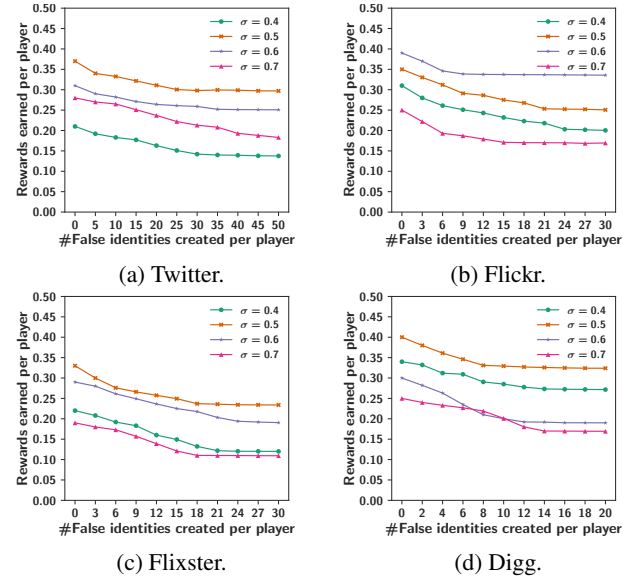 0.50
0.45
0.40
0.35
0.30
0.25
0.20
0.15
0.10
0.05
0.00
Rewards earned per player
σ = 0.4
σ = 0.5
σ = 0.6
σ = 0.7
0 5 10 15 20 25 30 35 40 45 50
#False identities created per player
(a) Twitter.
0.50
0.45
0.40
0.35
0.30
0.25
0.20
0.15
0.10
0.05
0.00
Rewards earned per player
σ = 0.4
σ = 0.5
σ = 0.6
σ = 0.7
0 3 6 9 12 15 18 21 24 27 30
#False identities created per player
(b) Flickr.
0.50
0.45
0.40
0.35
0.30
0.25
0.20
0.15
0.10
0.05
0.00
Rewards earned per player
σ = 0.4
σ = 0.5
σ = 0.6
σ = 0.7
0 3 6 9 12 15 18 21 24 27 30
#False identities created per player
(c) Flixster.
0.50
0.45
0.40
0.35
0.30
0.25
0.20
0.15
0.10
0.05
0.00
Rewards earned per player
σ = 0.4
σ = 0.5
σ = 0.6
σ = 0.7
0 2 4 6 8 10 12 14 16 18 20
#False identities created per player
(d) Digg.